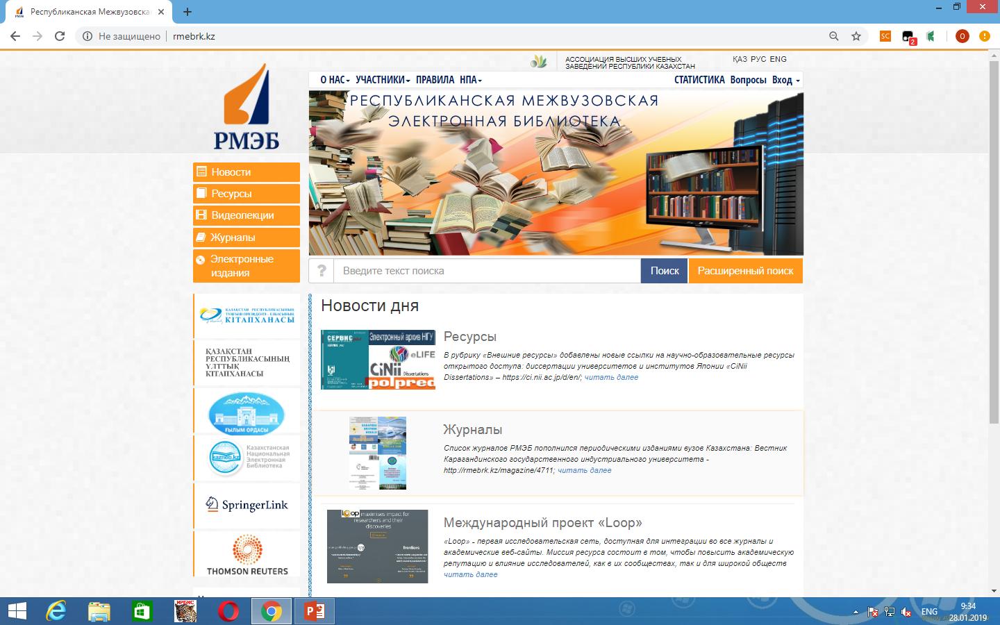 Республиканская Межвузовска
Не защищено
rmebrk.kz
SC
2
О
РМЭБ
АССОЦИАЦИЯ ВЫСШИХ УЧЕБНЫХ
ЗАВЕДЕНИЙ РЕСПУБЛИКИ КАЗАХСТАН
ҚАЗ РУС ENG
О НАС УЧАСТНИКИ ПРАВИЛА НПА
СТАТИСТИКА Вопросы Вход
РЕСПУБЛИКАНСКАЯ МЕЖВУЗОВСКАЯ
ЭЛЕКТРОННАЯ БИБЛИОТЕКА
Новости
Ресурсы
Видеолекции
Журналы
Электронные
издания
? Введите текст поиска Поиск Расширенный поиск
ҚАЗАҚСТАН РЕСПУБЛИКАСЫНЫҢ
ТҰҢҒЫШ ПРЕЗИДЕНТІ - ЕЛБАСЫНЫҢ
КІТАПХАНАСЫ
ҚАЗАҚСТАН
РЕСПУБЛИКАСЫНЫҢ
ҰЛТТЫҚ
КІТАПХАНАСЫ
ҒЫЛЫМ ОРДАСЫ
kazneb.kz
Казахстанская
Национальная
Электронная
Библиотека
SpringerLink
THOMSON REUTERS
Новости дня
СЕРВИС
Электронный архив НГУ
eLIFE
CiNii
Dissertations
polpred
Ресурсы
В рубрику «Внешние ресурсы» добавлены новые ссылки на научно-образовательные ресурсы
открытого доступа: диссертации университетов и институтов Японии «CiNii
Dissertations» – https://ci.nii.ac.jp/d/en/; читать далее
Журналы
Список журналов РМЭБ пополнился периодическими изданиями вузов Казахстана: Вестник
Карагандинского государственного индустриального университета -
http://rmebrk.kz/magazine/4711; читать далее
Loop maximises impact for
researchers and their
discoveries
frontiers
Международный проект «Loop»
«Loop» - первая исследовательская сеть, доступная для интеграции во все журналы и
академические веб-сайты. Миссия ресурса состоит в том, чтобы повысить академическую
репутацию и влияние исследователей, как в их сообществах, так и для широкой обществ
читать далее
ИРБИС
ENG
9:34
28.01.2019